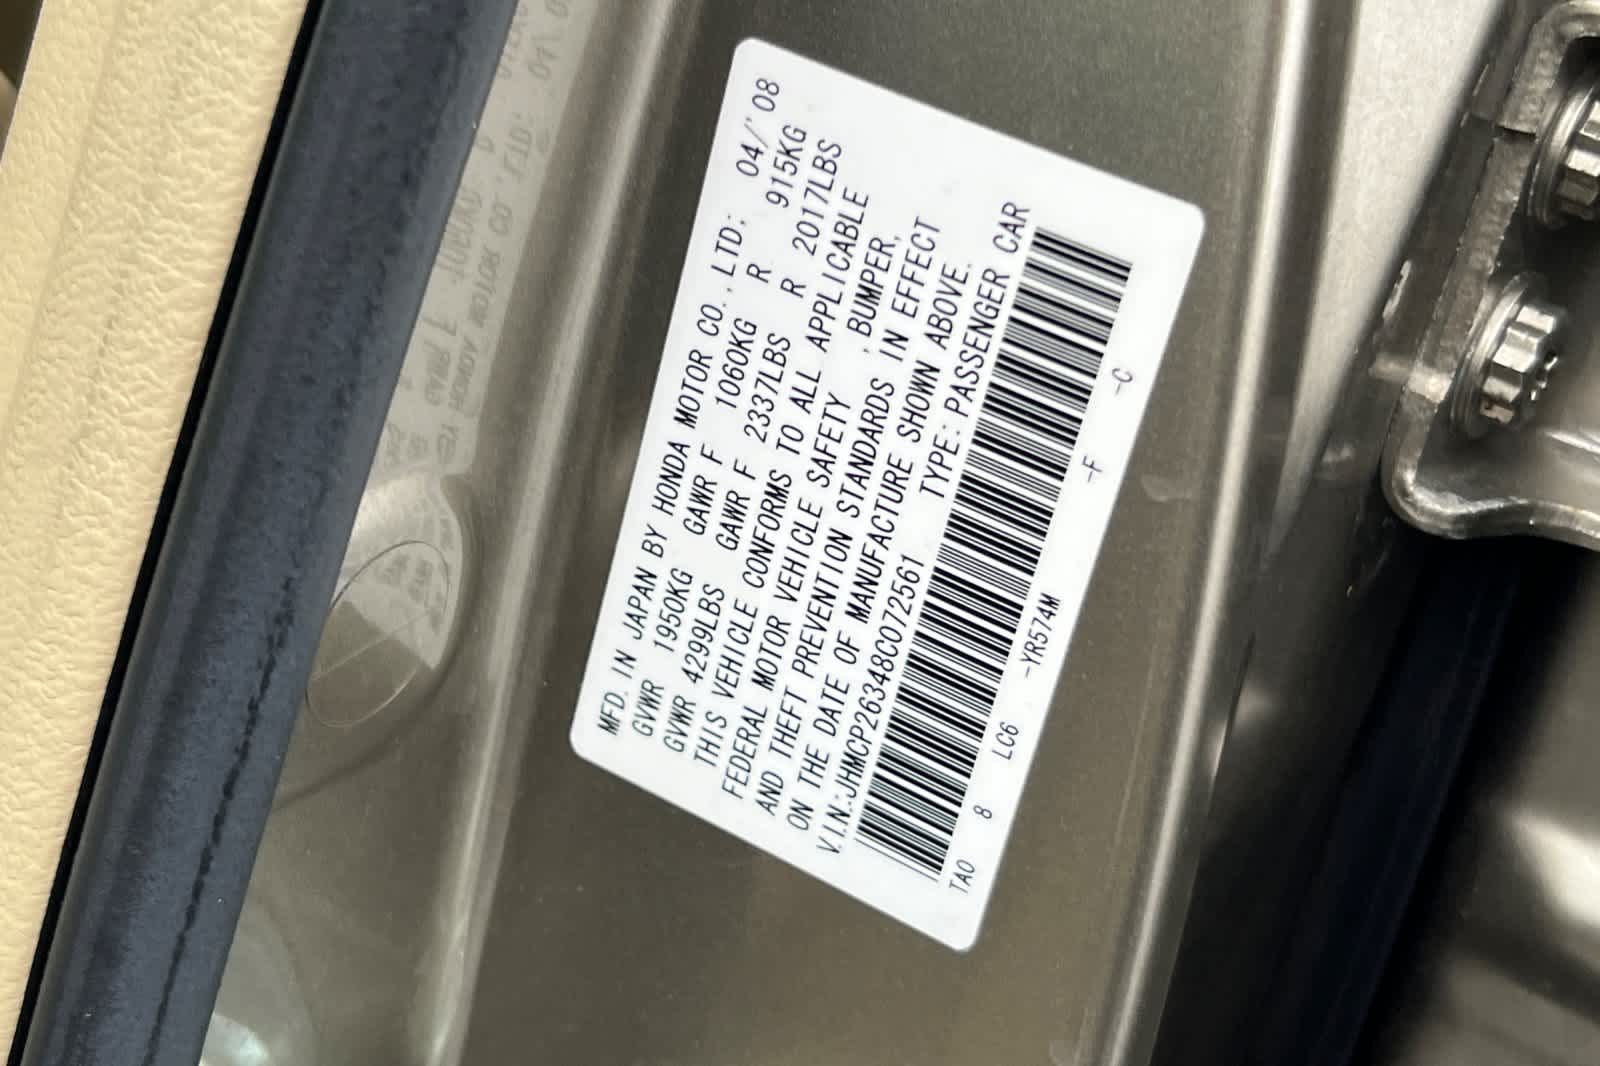 MFD. IN JAPAN BY HONDA MOTOR CO., LTD; 04/'08
GVWR 1950KG GAWR F 1060KG R 915KG
GVWR 4299LBS GAWR F 2337LBS R 2017LBS
THIS VEHICLE CONFORMS TO ALL APPLICABLE
FEDERAL MOTOR VEHICLE SAFETY , BUMPER,
AND THEFT PREVENTION STANDARDS IN EFFECT
ON THE DATE OF MANUFACTURE SHOWN ABOVE.
V.I.N.:JHMCP26348C072561 TYPE: PASSENGER CAR
TA0 8 LC6 -YR574M -F -C